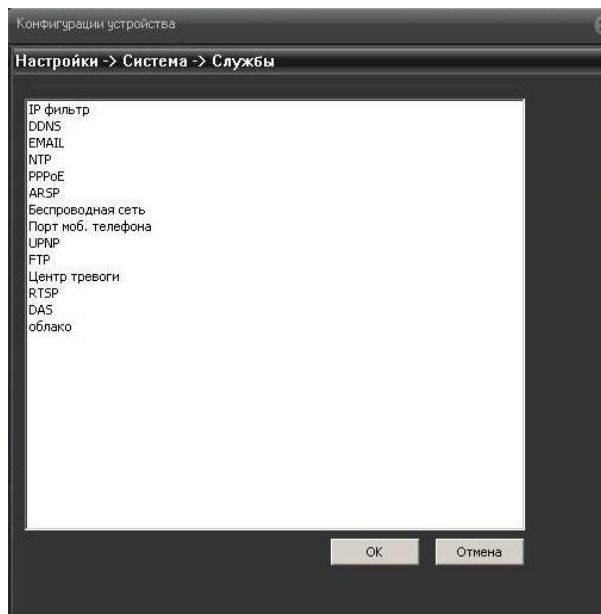 Конфигурации устройства
Настройки -> Система -> Службы
IP фильтр
DDNS
EMAIL
NTP
PPPoE
ARSP
Беспроводная сеть
Порт моб. телефона
UPNP
FTP
Центр тревоги
RTSP
DAS
облако
OK
Отмена